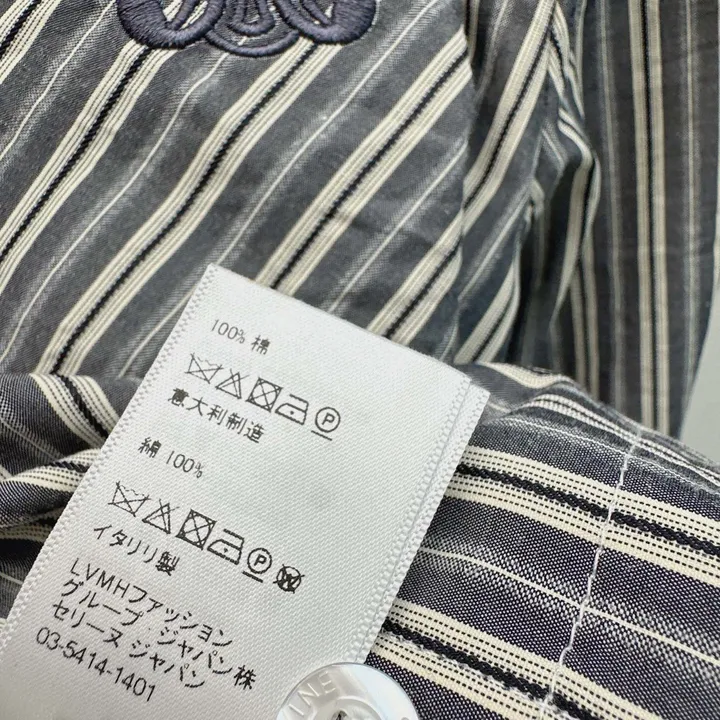 100% 棉
P
意大利制造
綿 100%
P W
イタリリ製
LVMHファッション
グループ・ジャパン株
セリーヌ ジャパン
03-5414-1401